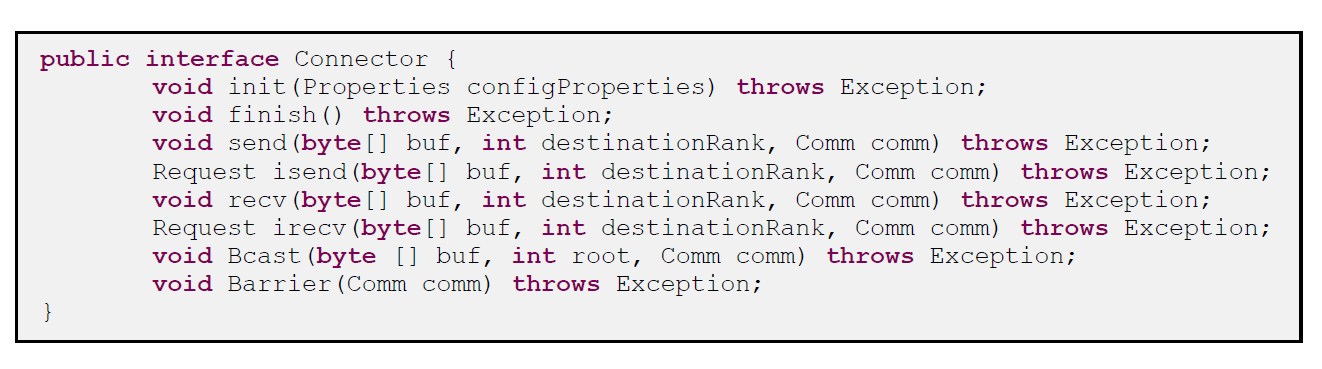 public interface Connector {
void init(Properties configProperties) throws Exception;
void finish() throws Exception;
void send(byte[] buf, int destinationRank, Comm comm) throws Exception;
Request isend(byte[] buf, int destinationRank, Comm comm) throws Exception;
void recv(byte[] buf, int destinationRank, Comm comm) throws Exception;
Request irecv(byte[] buf, int destinationRank, Comm comm) throws Exception;
void Bcast(byte [] buf, int root, Comm comm) throws Exception;
void Barrier(Comm comm) throws Exception;
}